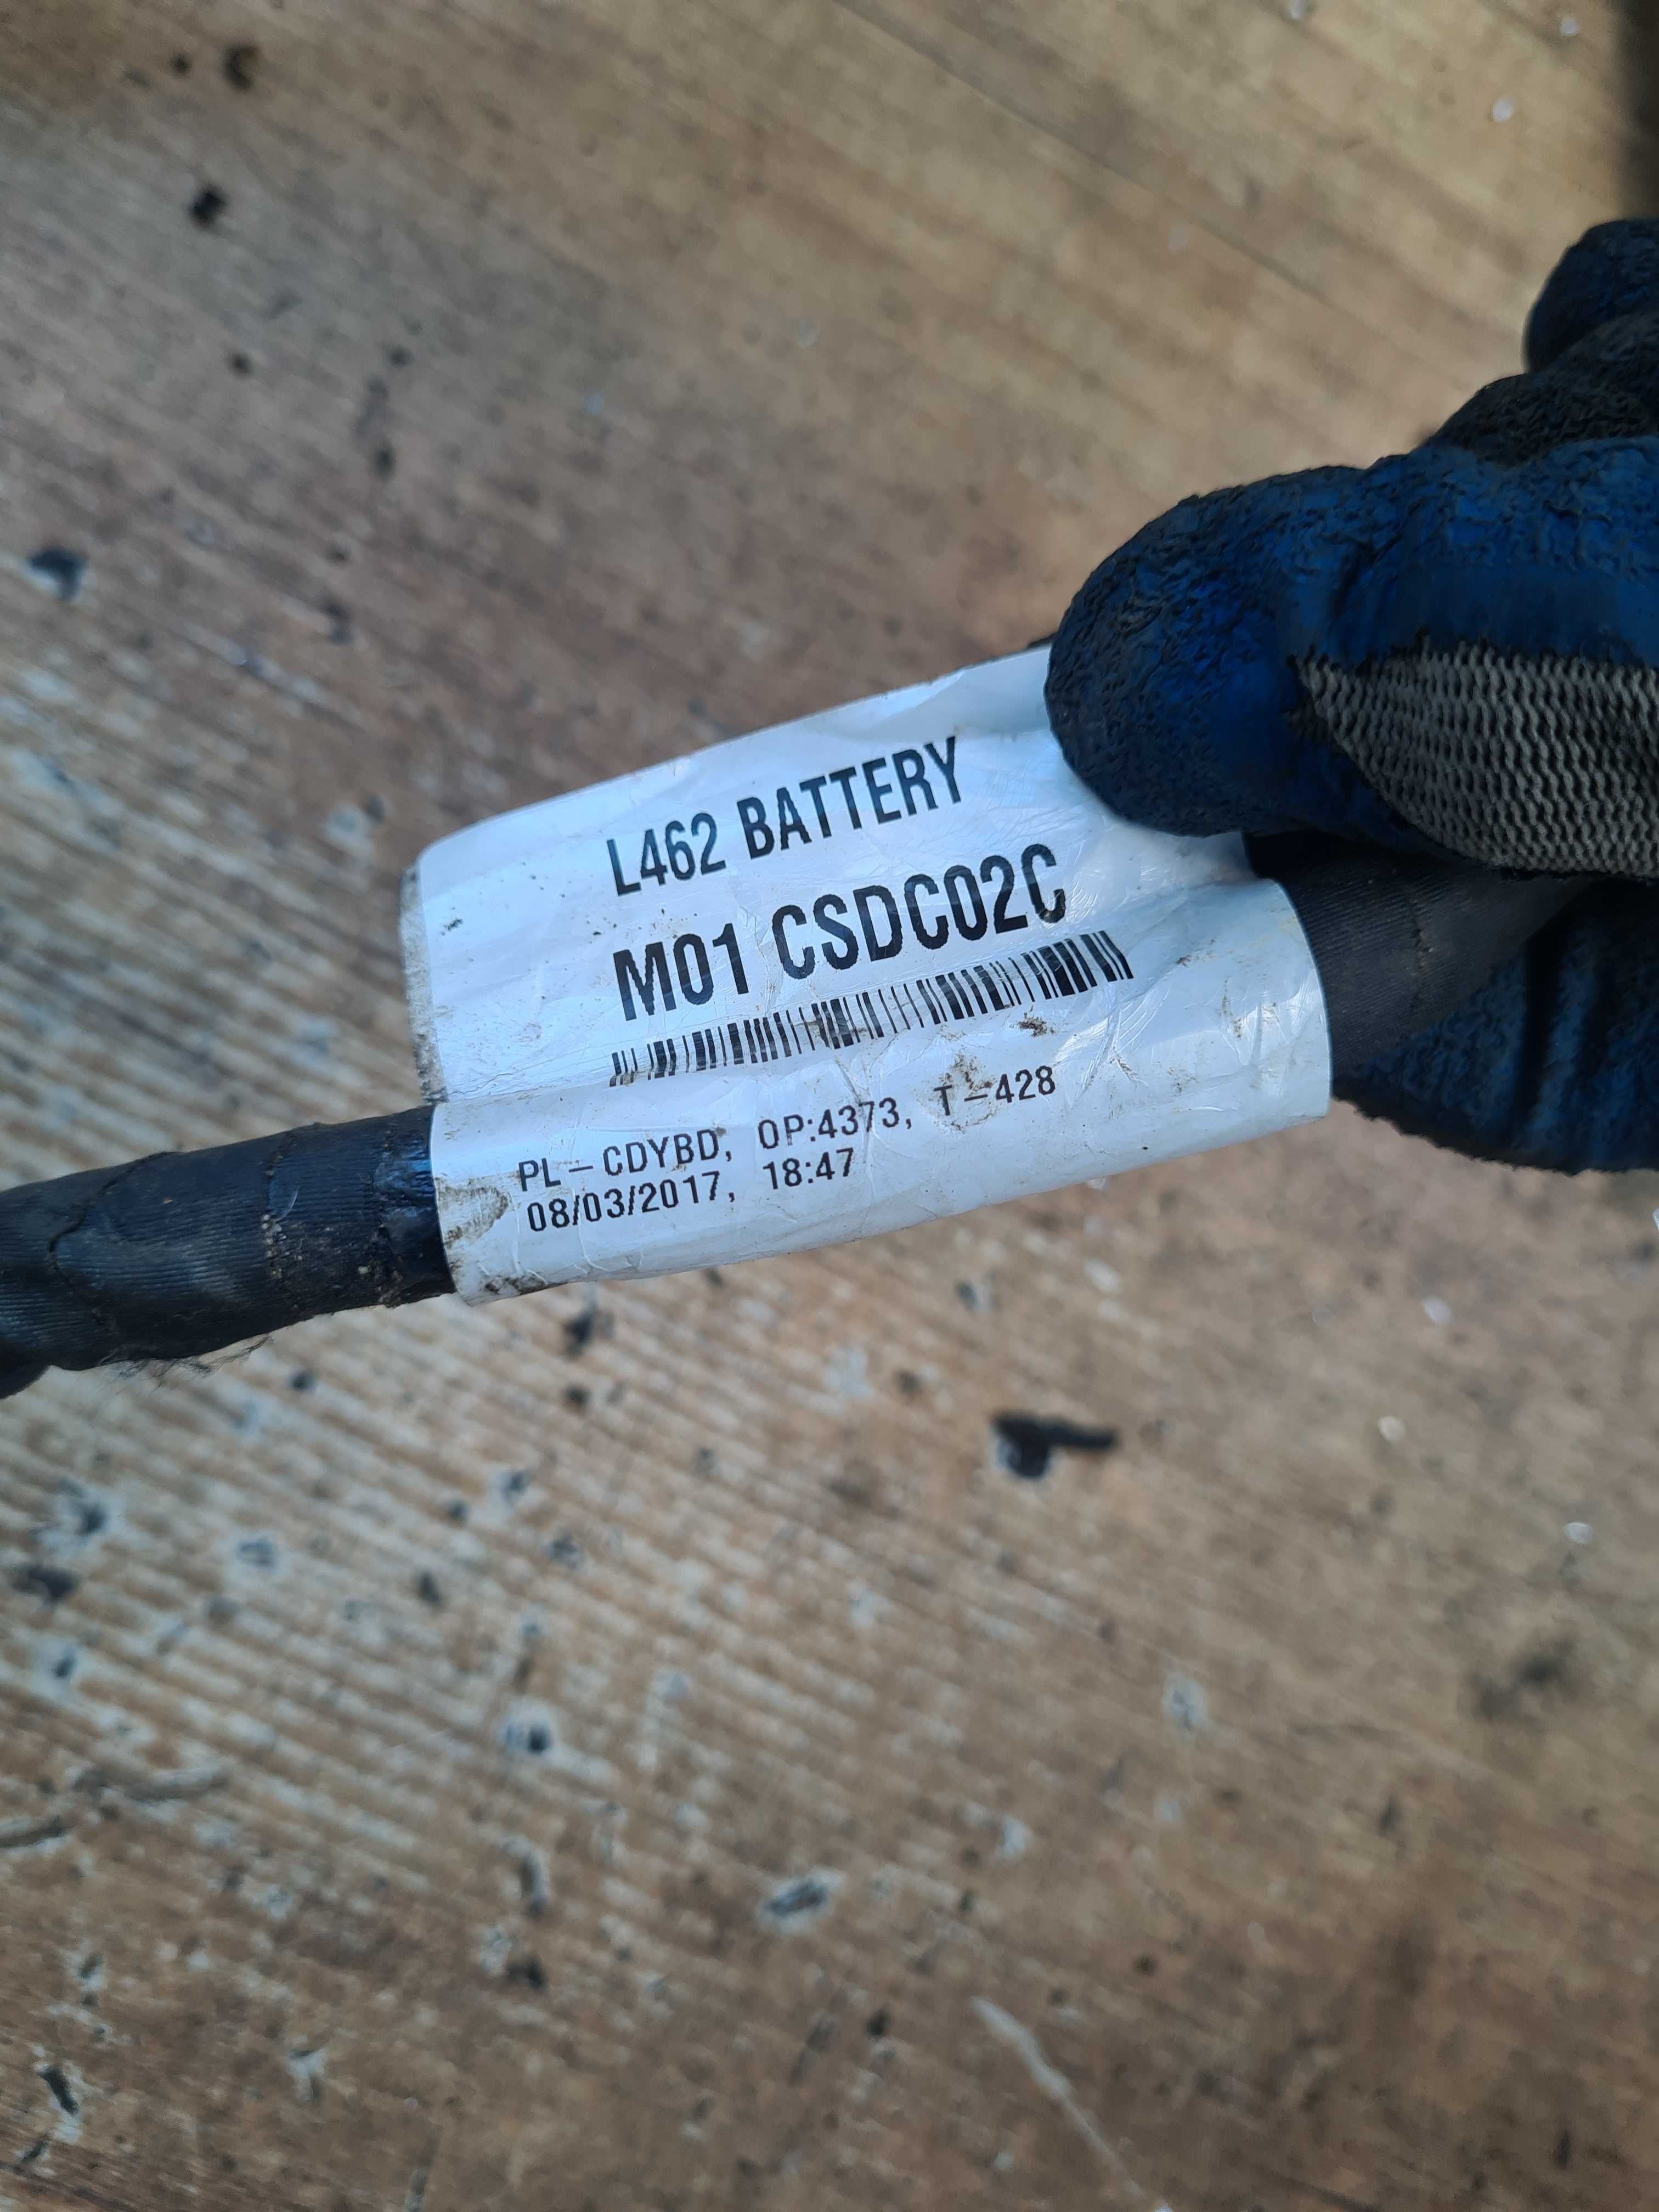 L462 BATTERY
M01 CSDC02C
PL-CDYBD, OP:4373, T-428
08/03/2017, 18:47